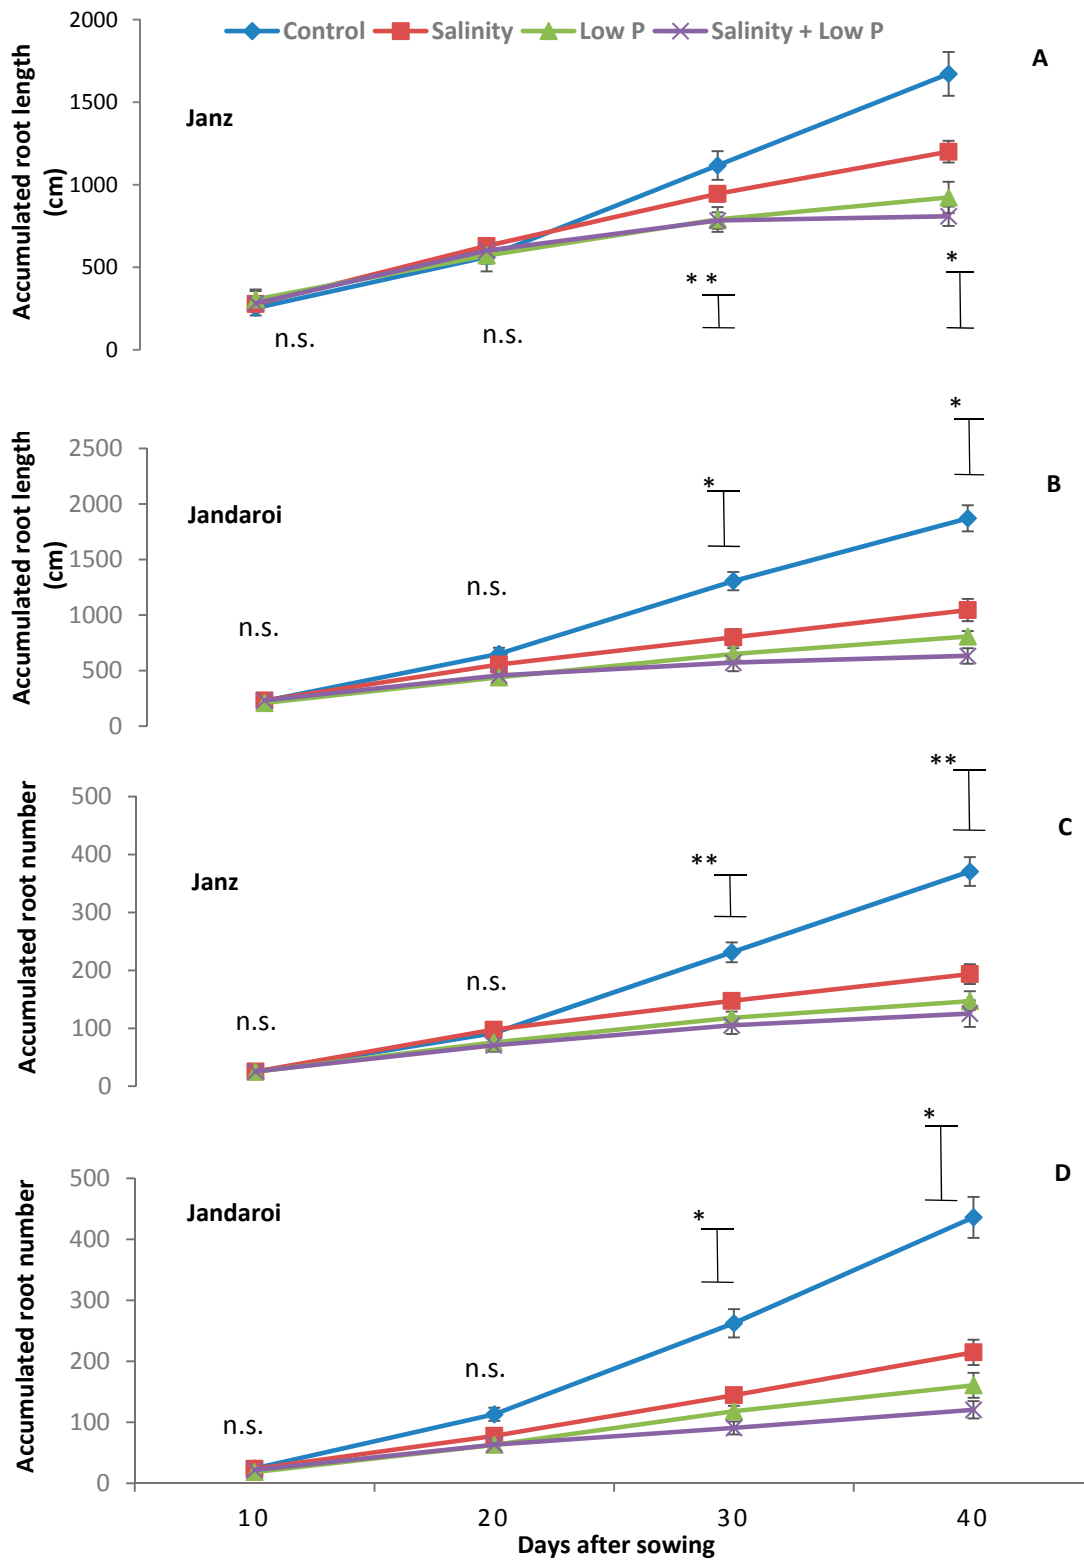 Control Salinity Low P Salinity + Low P
A
Janz
Accumulated root length
(cm)
2000
1500
1000
500
0
n.s.
n.s.
* *
*
B
Jandaroi
Accumulated root length
(cm)
2500
2000
1500
1000
500
0
n.s.
n.s.
*
*
C
Janz
Accumulated root number
500
400
300
200
100
0
n.s.
n.s.
**
**
D
Jandaroi
Accumulated root number
500
400
300
200
100
0
n.s.
n.s.
*
*
10 20 30 40
Days after sowing